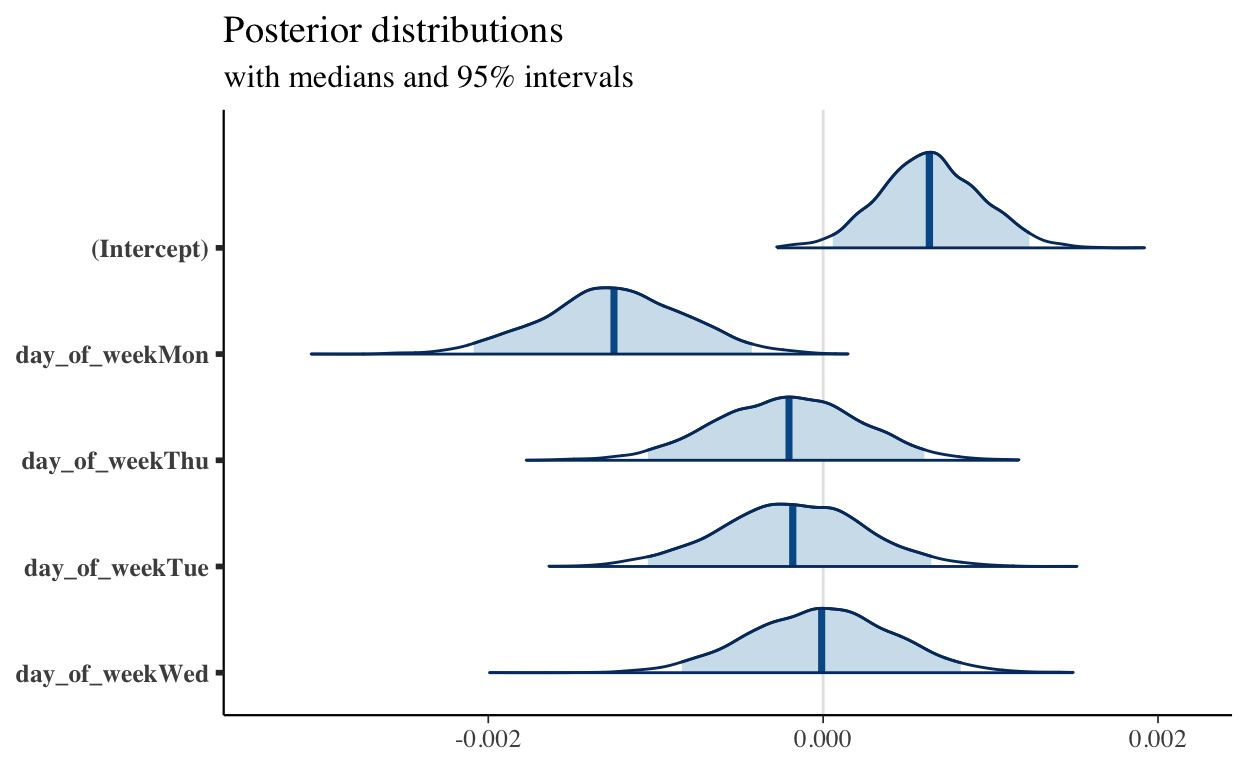 Posterior distributions
with medians and 95% intervals
(Intercept)
day_of_weekMon
day_of_weekThu
day_of_weekTue
day_of_weekWed
-0.002 0.000 0.002